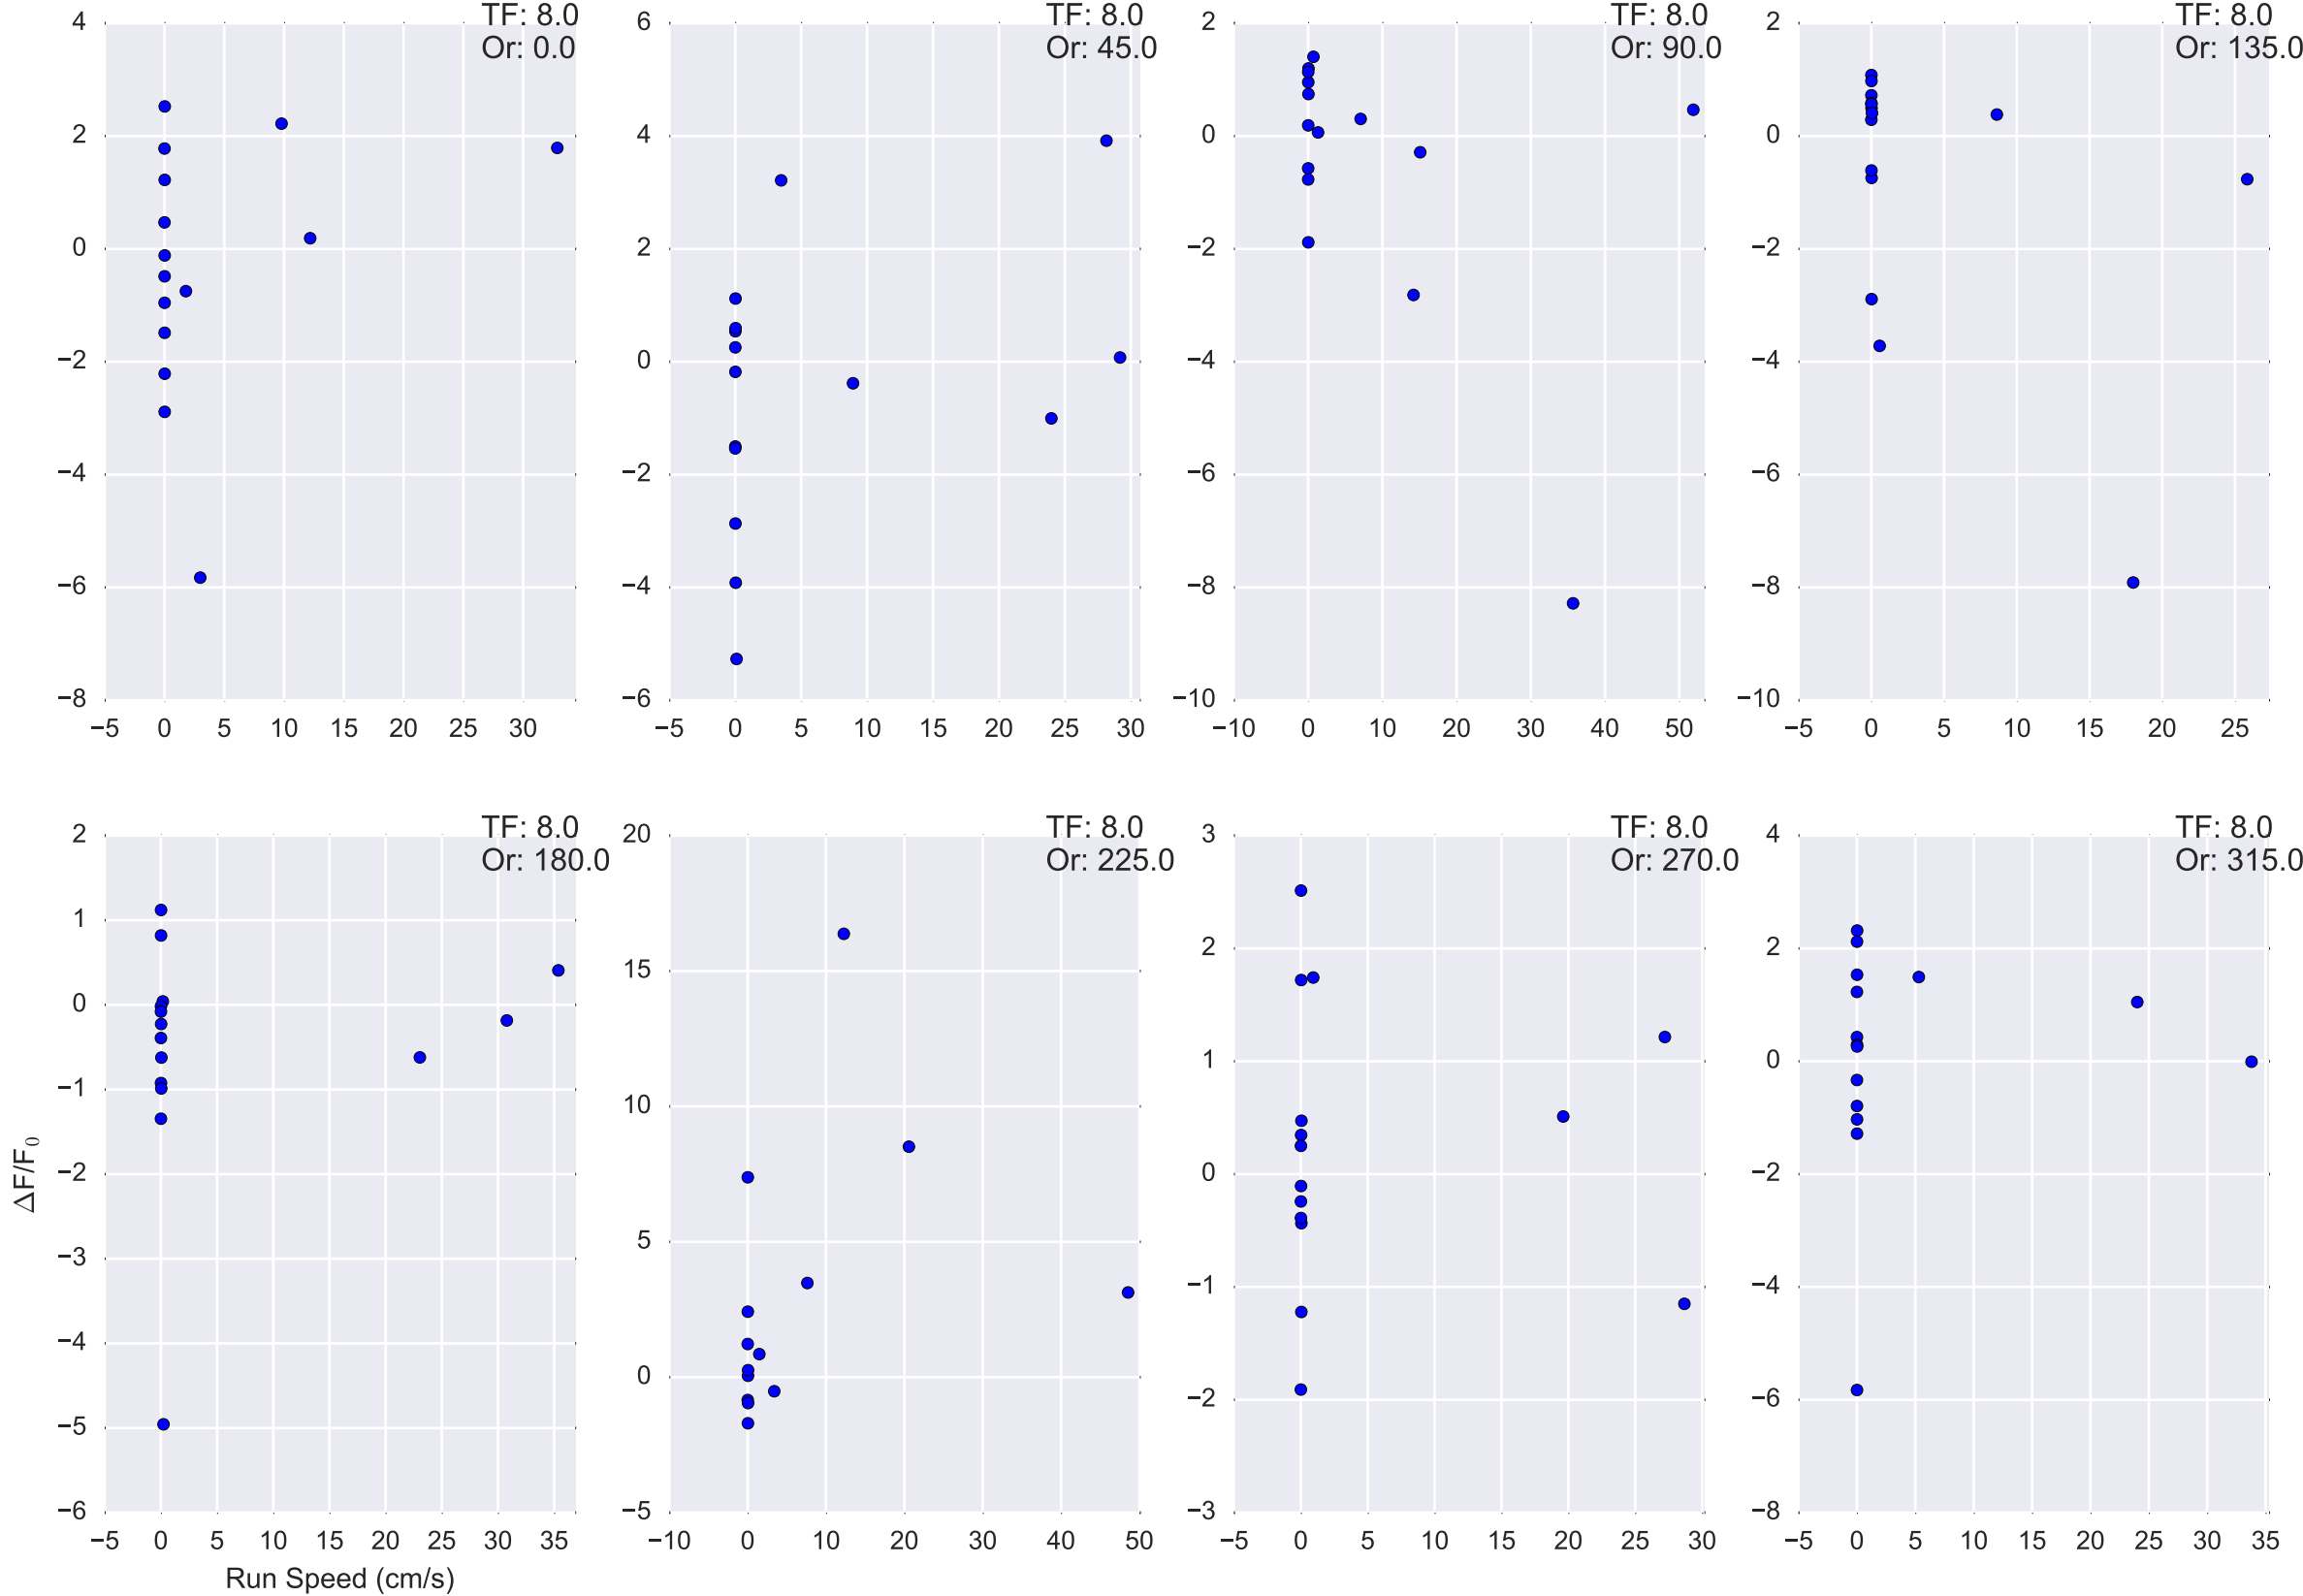 TF: 8.0
Or: 0.0
4
2
0
−2
−4
−6
−8
−5 0 5 10 15 20 25 30
TF: 8.0
Or: 45.0
6
4
2
0
−2
−4
−6
−5 0 5 10 15 20 25 30
TF: 8.0
Or: 90.0
2
0
−2
−4
−6
−8
−10
−10 0 10 20 30 40 50
TF: 8.0
Or: 135.0
2
0
−2
−4
−6
−8
−10
−5 0 5 10 15 20 25
TF: 8.0
Or: 180.0
2
1
0
−1
−2
−3
−4
−5
−6
−5 0 5 10 15 20 25 30 35
ΔF/F₀
Run Speed (cm/s)
TF: 8.0
Or: 225.0
20
15
10
5
0
−5
−10 0 10 20 30 40 50
TF: 8.0
Or: 270.0
3
2
1
0
−1
−2
−3
−5 0 5 10 15 20 25 30
TF: 8.0
Or: 315.0
4
2
0
−2
−4
−6
−8
−5 0 5 10 15 20 25 30 35